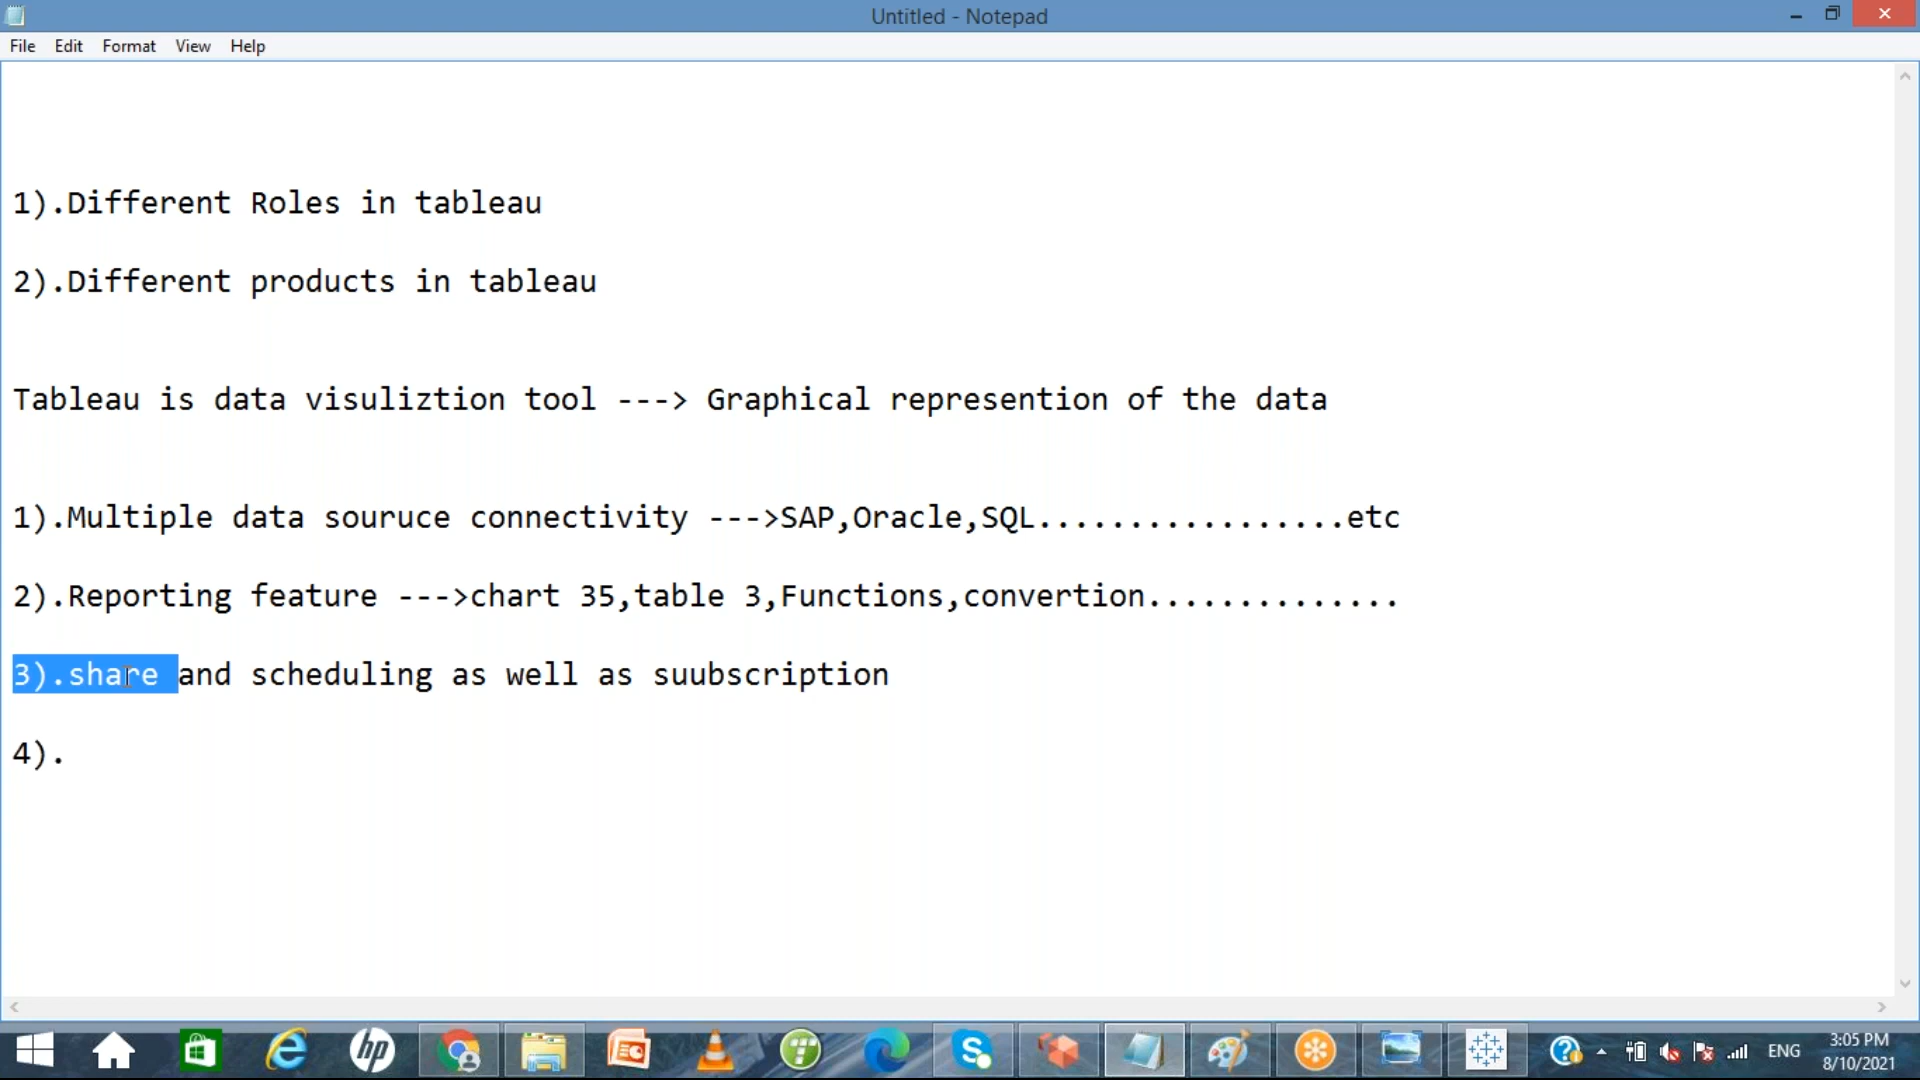 Untitled - Notepad
File Edit Format View Help
1).Different Roles in tableau
2).Different products in tableau
Tableau is data visuliztion tool ---> Graphical represention of the data
1).Multiple data souruce connectivity --->SAP,Oracle,SQL.................etc
2).Reporting feature --->chart 35,table 3,Functions,convertion..............
3).share and scheduling as well as suubscription
4).
ENG
3:05 PM
8/10/2021